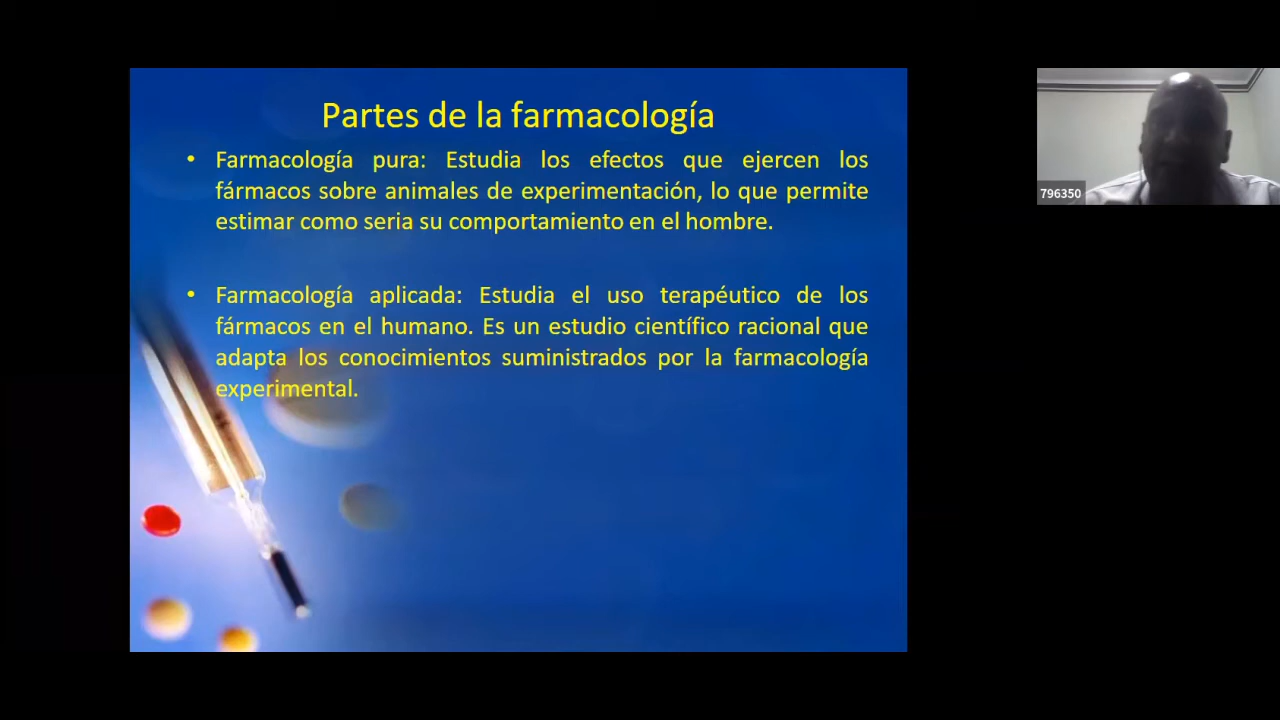 Partes de la farmacología
• Farmacología pura: Estudia los efectos que ejercen los
fármacos sobre animales de experimentación, lo que permite
estimar como seria su comportamiento en el hombre.
• Farmacología aplicada: Estudia el uso terapéutico de los
fármacos en el humano. Es un estudio científico racional que
adapta los conocimientos suministrados por la farmacología
experimental.
796350